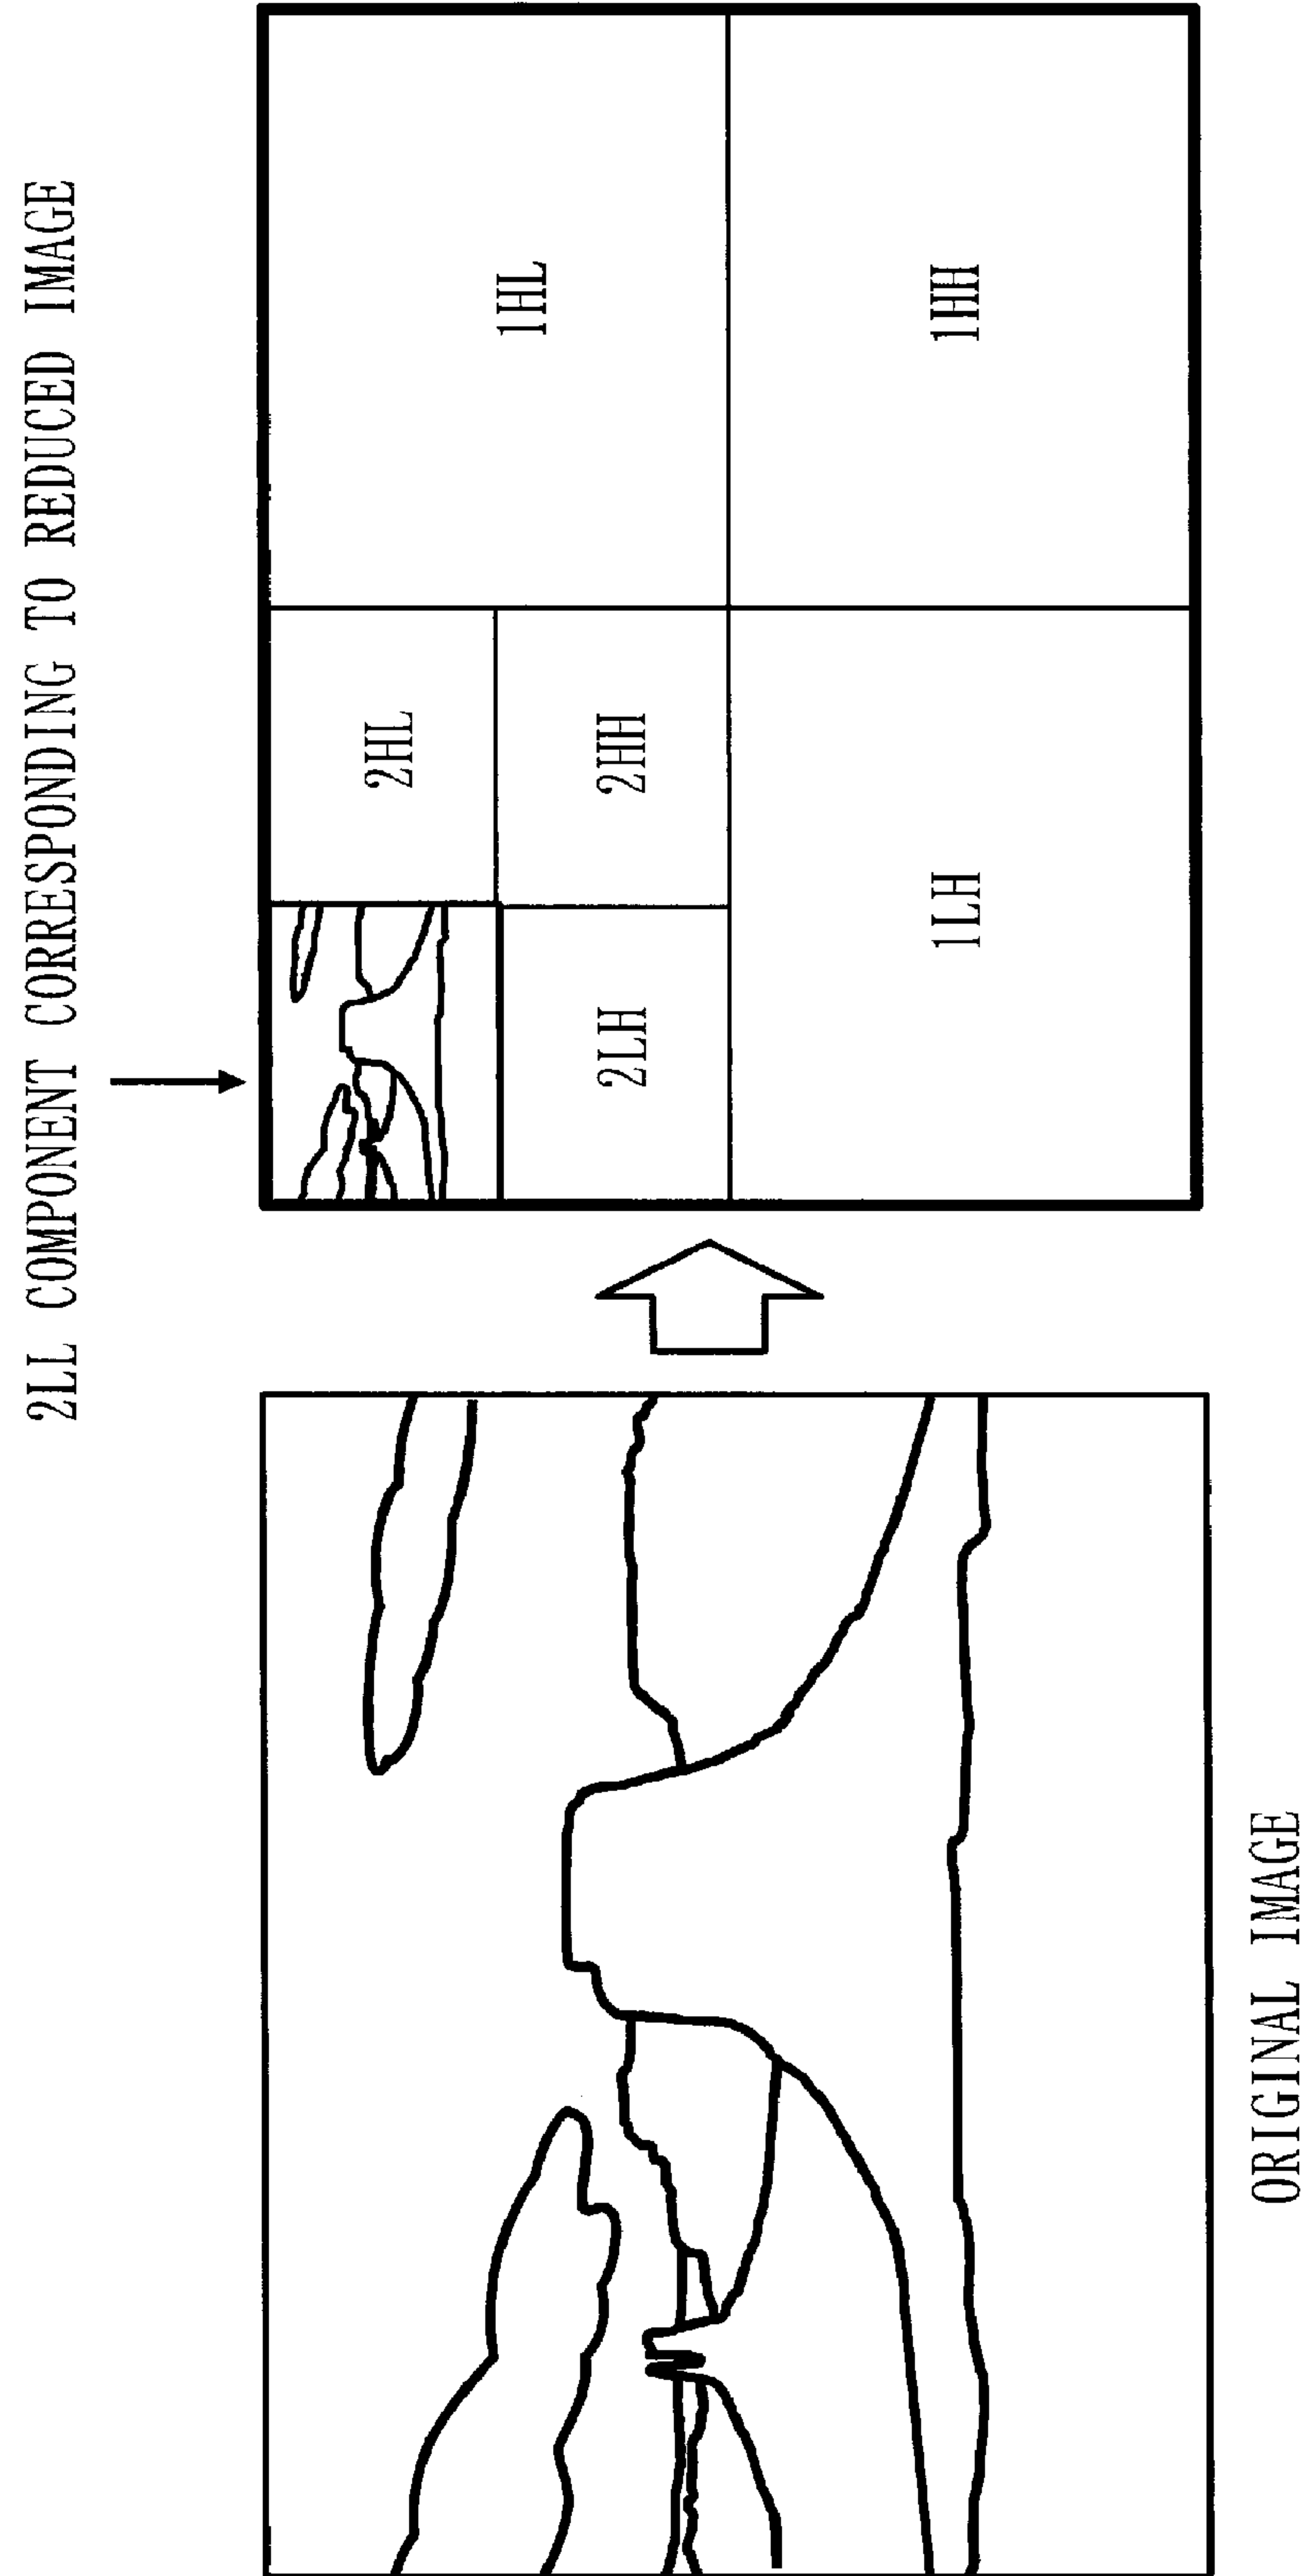 2LL COMPONENT CORRESPONDING TO REDUCED IMAGE
2HL
1HL
2LH
2HH
1LH
1HH
ORIGINAL IMAGE